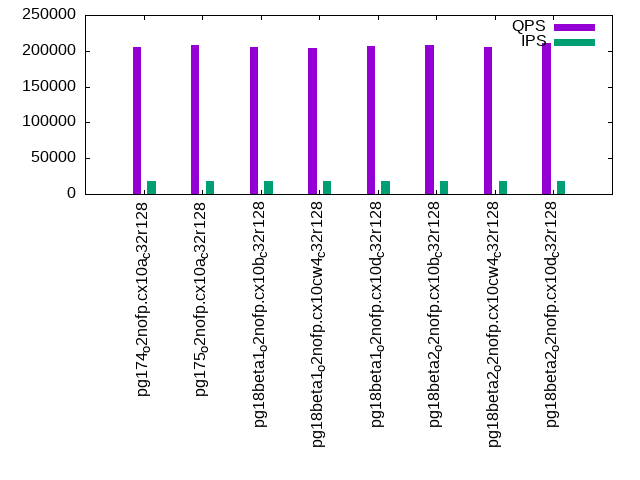 250000
200000
150000
100000
50000
0
QPS
IPS
pg174o2nofp.cx10ac32r128
pg175o2nofp.cx10ac32r128
pg18beta1o2nofp.cx10bc32r128
pg18beta1o2nofp.cx10cw4c32r128
pg18beta1o2nofp.cx10dc32r128
pg18beta2o2nofp.cx10bc32r128
pg18beta2o2nofp.cx10cw4c32r128
pg18beta2o2nofp.cx10dc32r128